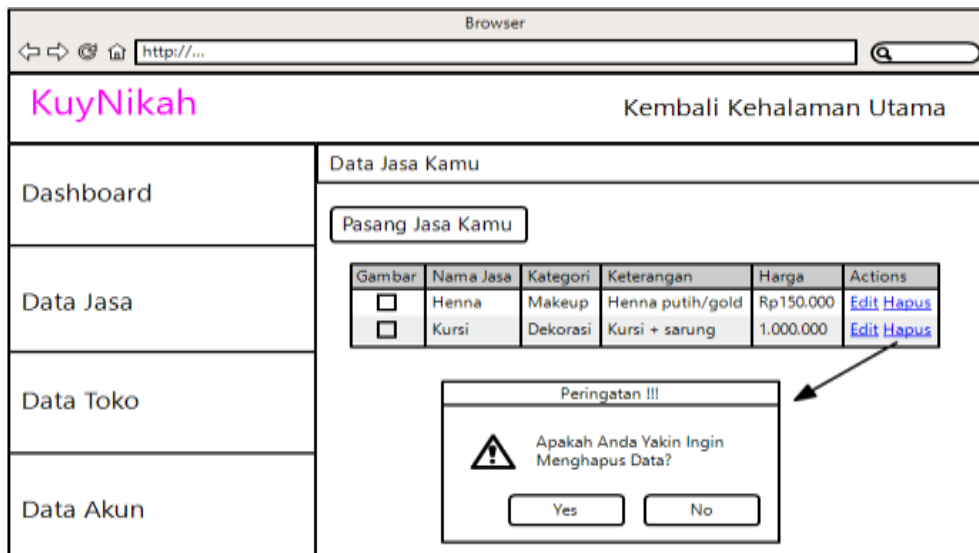 Browser
http://...
KuyNikah
Kembali Kehalaman Utama
Dashboard
Data Jasa
Data Toko
Data Akun
Data Jasa Kamu
Pasang Jasa Kamu
Gambar Nama Jasa Kategori Keterangan Harga Actions
Henna Makeup Henna putih/gold Rp150.000 Edit Hapus
Kursi Dekorasi Kursi + sarung 1.000.000 Edit Hapus
Peringatan !!!
Apakah Anda Yakin Ingin
Menghapus Data?
Yes No